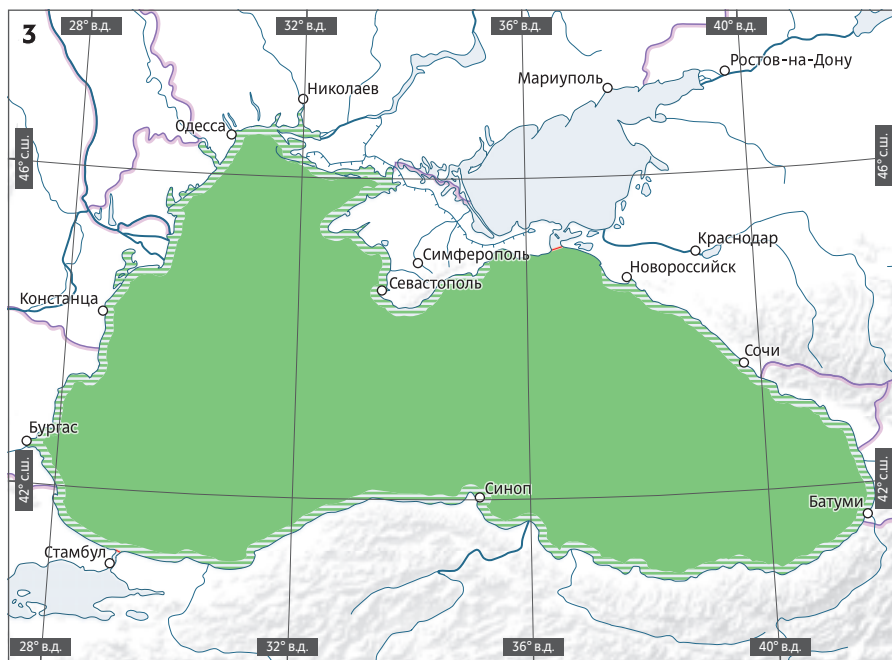 3
28° в.д.
32° в.д.
36° в.д.
40° в.д.
Ростов-на-Дону
Мариуполь
Николаев
Одесса
46° с.ш.
46° с.ш.
Краснодар
Симферополь
Новороссийск
Севастополь
Констанца
Сочи
Бургас
42° с.ш.
42° с.ш.
Синоп
Батуми
Стамбул
28° в.д.
32° в.д.
36° в.д.
40° в.д.